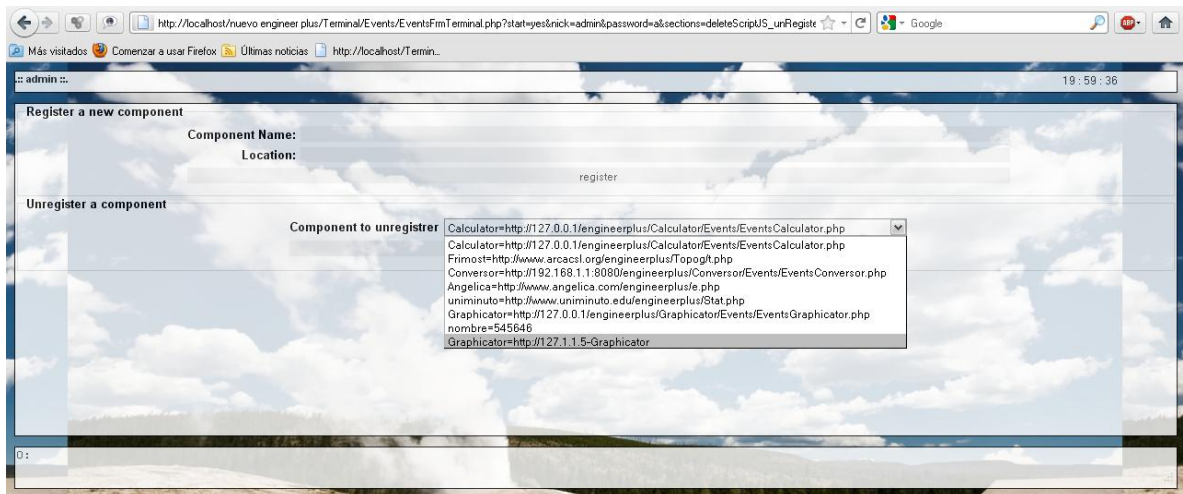 http://localhost/nuevo engineer plus/Terminal/Events/EventsFrmTerminal.php?start=yes&nick=admin&password=a&sections=deleteScriptJS_unRegiste
Google
ABP
Más visitados
Comenzar a usar Firefox
Últimas noticias
http://localhost/Termin...
.:: admin ::.
19 : 59 : 36
Register a new component
Component Name:
Location:
register
Unregister a component
Component to unregistrer
Calculator=http://127.0.0.1/engineerplus/Calculator/Events/EventsCalculator.php
Calculator=http://127.0.0.1/engineerplus/Calculator/Events/EventsCalculator.php
Frimost=http://www.arcacsl.org/engineerplus/Topog/t.php
Conversor=http://192.168.1.1:8080/engineerplus/Conversor/Events/EventsConversor.php
Angelica=http://www.angelica.com/engineerplus/e.php
uniminuto=http://www.uniminuto.edu/engineerplus/Stat.php
Graphicator=http://127.0.0.1/engineerplus/Graphicator/Events/EventsGraphicator.php
nombre=545646
Graphicator=http://127.1.1.5-Graphicator
0: